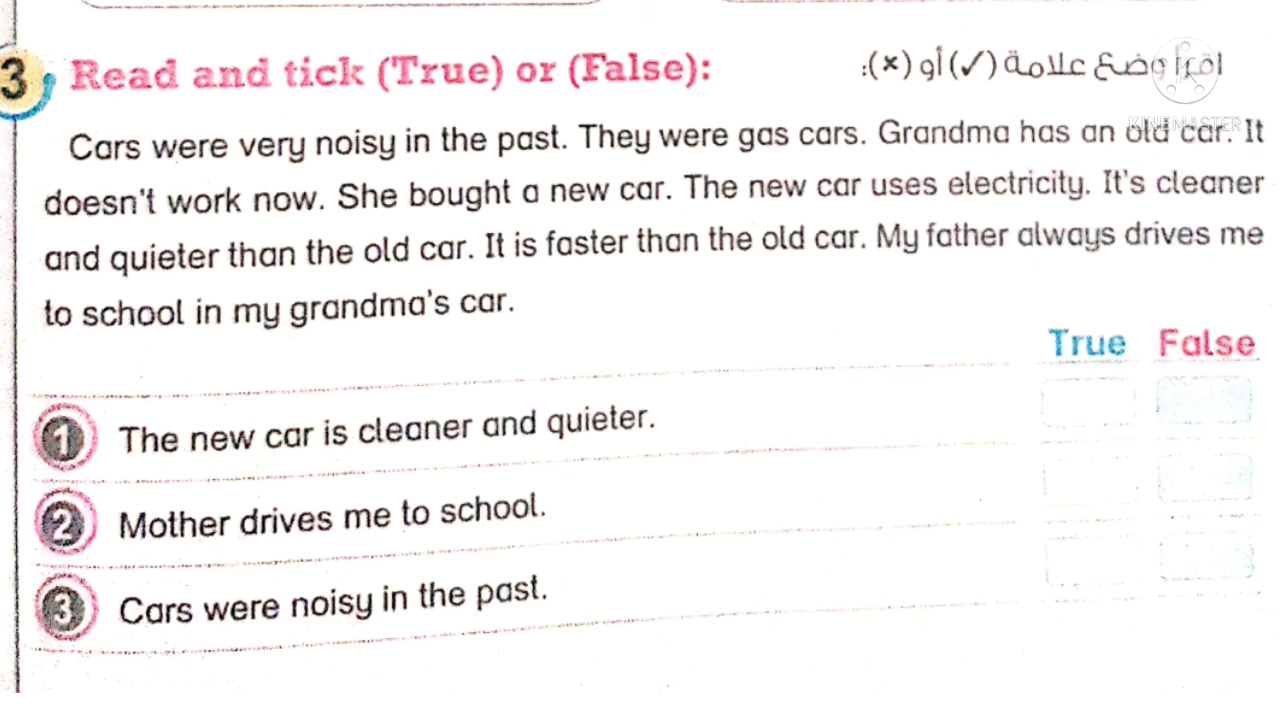 3 Read and tick (True) or (False): اقرأ وضع علامة (✓) أو (×):
KINEMASTER
Cars were very noisy in the past. They were gas cars. Grandma has an old car. It
doesn't work now. She bought a new car. The new car uses electricity. It's cleaner
and quieter than the old car. It is faster than the old car. My father always drives me
to school in my grandma's car.
True False
1 The new car is cleaner and quieter.
2 Mother drives me to school.
3 Cars were noisy in the past.